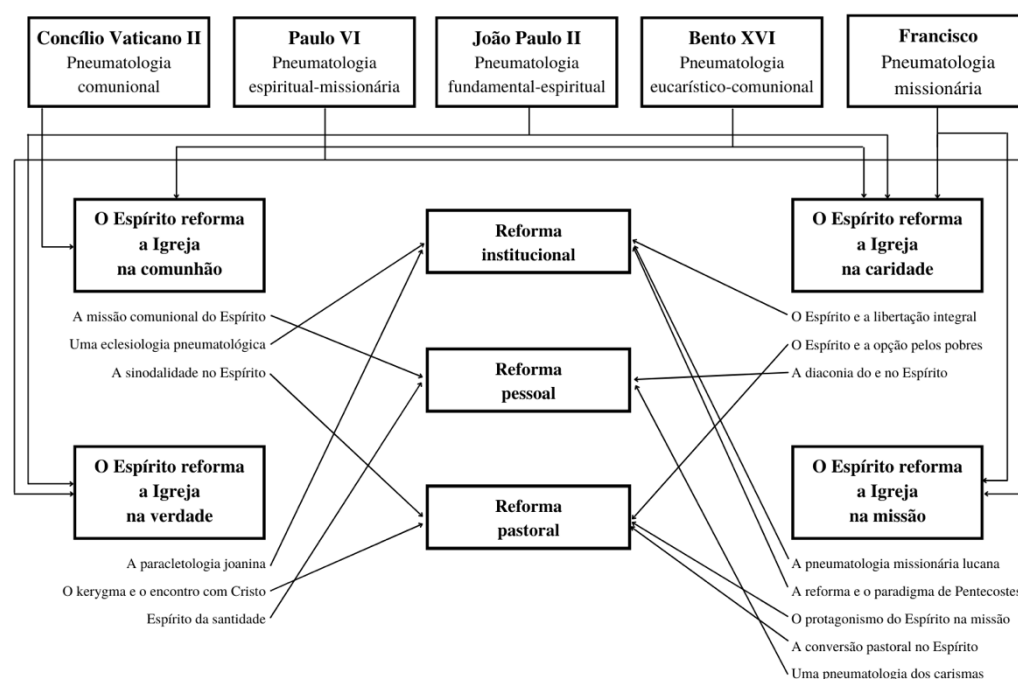 Concílio Vaticano II
Pneumatologia
comunional
Paulo VI
Pneumatologia
espiritual-missionária
João Paulo II
Pneumatologia
fundamental-espiritual
Bento XVI
Pneumatologia
eucarístico-comunional
Francisco
Pneumatologia
missionária
O Espírito reforma
a Igreja
na comunhão
Reforma
institucional
O Espírito reforma
a Igreja
na caridade
A missão comunional do Espírito
Uma eclesiologia pneumatológica
A sinodalidade no Espírito
Reforma
pessoal
O Espírito e a libertação integral
O Espírito e a opção pelos pobres
A diaconia do e no Espírito
O Espírito reforma
a Igreja
na verdade
Reforma
pastoral
O Espírito reforma
a Igreja
na missão
A paracletologia joanina
O kerygma e o encontro com Cristo
Espírito da santidade
A pneumatologia missionária lucana
A reforma e o paradigma de Pentecostes
O protagonismo do Espírito na missão
A conversão pastoral no Espírito
Uma pneumatologia dos carismas